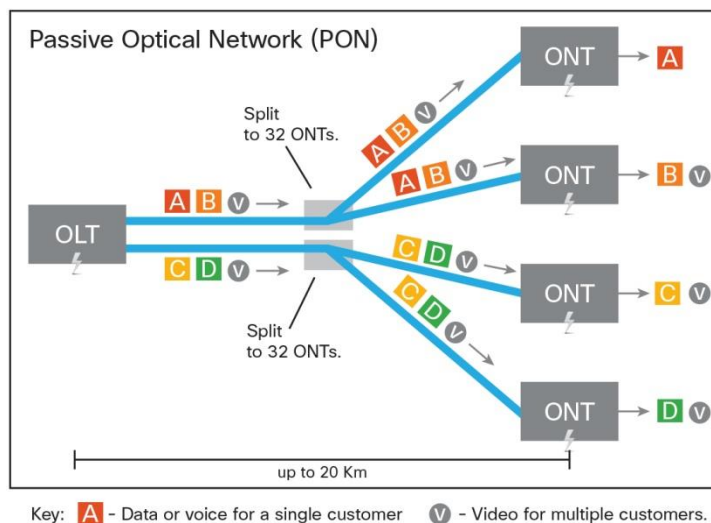 Passive Optical Network (PON)
ONT
A
Split
to 32 ONTs.
A B V
A B V
A B V
ONT
B V
OLT
C D V
C D V
C D V
ONT
C V
Split
to 32 ONTs.
ONT
D V
up to 20 Km
Key: A - Data or voice for a single customer V - Video for multiple customers.